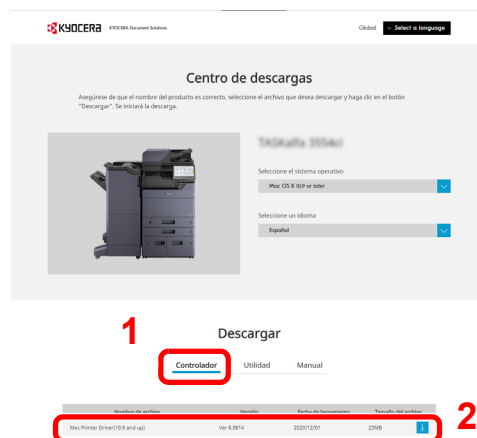 KYOCERA KYOCERA Document Solutions Global Select a language
Centro de descargas
Asegúrese de que el nombre del producto es correcto, seleccione el archivo que desea descargar y haga clic en el botón
"Descargar". Se iniciará la descarga.
TASKalfa 3554ci
Seleccione el sistema operativo
Mac OS X 10.9 or later
Seleccione un idioma
Español
1
Descargar
Controlador Utilidad Manual
Nombre de archivo Versión Fecha de lanzamiento Tamaño del archivo
Mac Printer Driver(10.9 and up) Ver 8.9814 2020/12/01 23MB
2